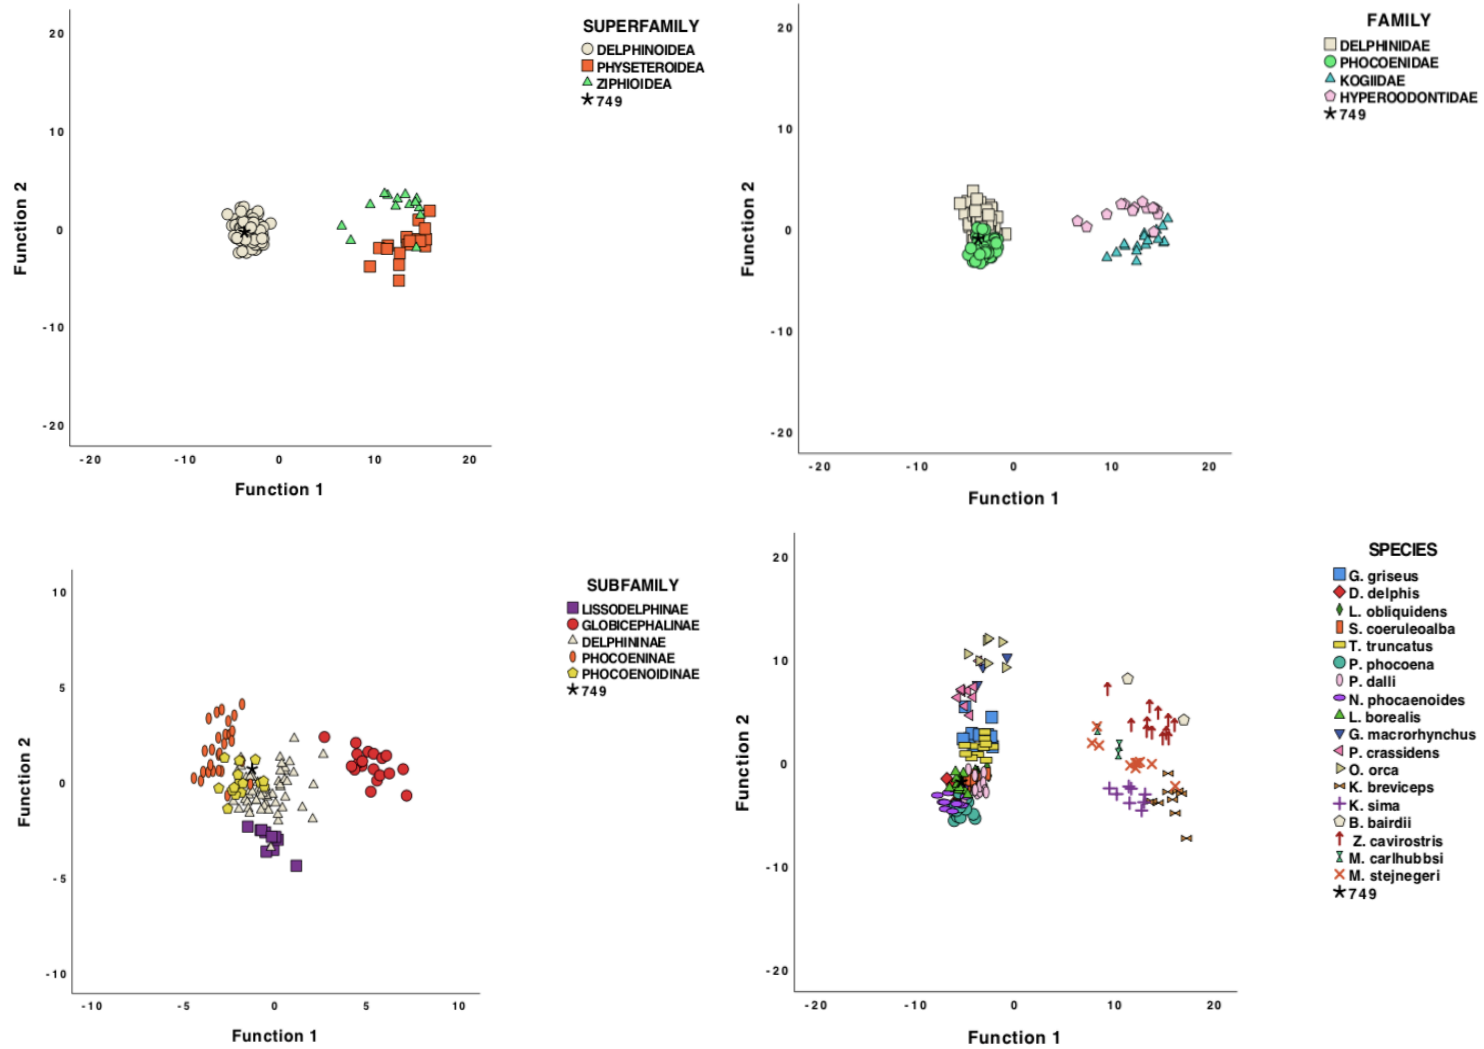 SUPERFAMILY
DELPHINOIDEA
PHYSETEROIDEA
ZIPHIOIDEA
749
20
10
0
-10
-20
Function 2
-20
-10
0
10
20
Function 1
FAMILY
DELPHINIDAE
PHOCOENIDAE
KOGIIDAE
HYPEROODONTIDAE
749
20
10
0
-10
-20
Function 2
-20
-10
0
10
20
Function 1
SUBFAMILY
LISSODELPHINAE
GLOBICEPHALINAE
DELPHININAE
PHOCOENINAE
PHOCOENOIDINAE
749
10
5
0
-5
-10
Function 2
-10
-5
0
5
10
Function 1
SPECIES
G. griseus
D. delphis
L. obliquidens
S. coeruleoalba
T. truncatus
P. phocoena
P. dalli
N. phocaenoides
L. borealis
G. macrorhynchus
P. crassidens
O. orca
K. breviceps
K. sima
B. bairdii
Z. cavirostris
M. carlhubbsi
M. stejnegeri
749
20
10
0
-10
-20
Function 2
-20
-10
0
10
20
Function 1